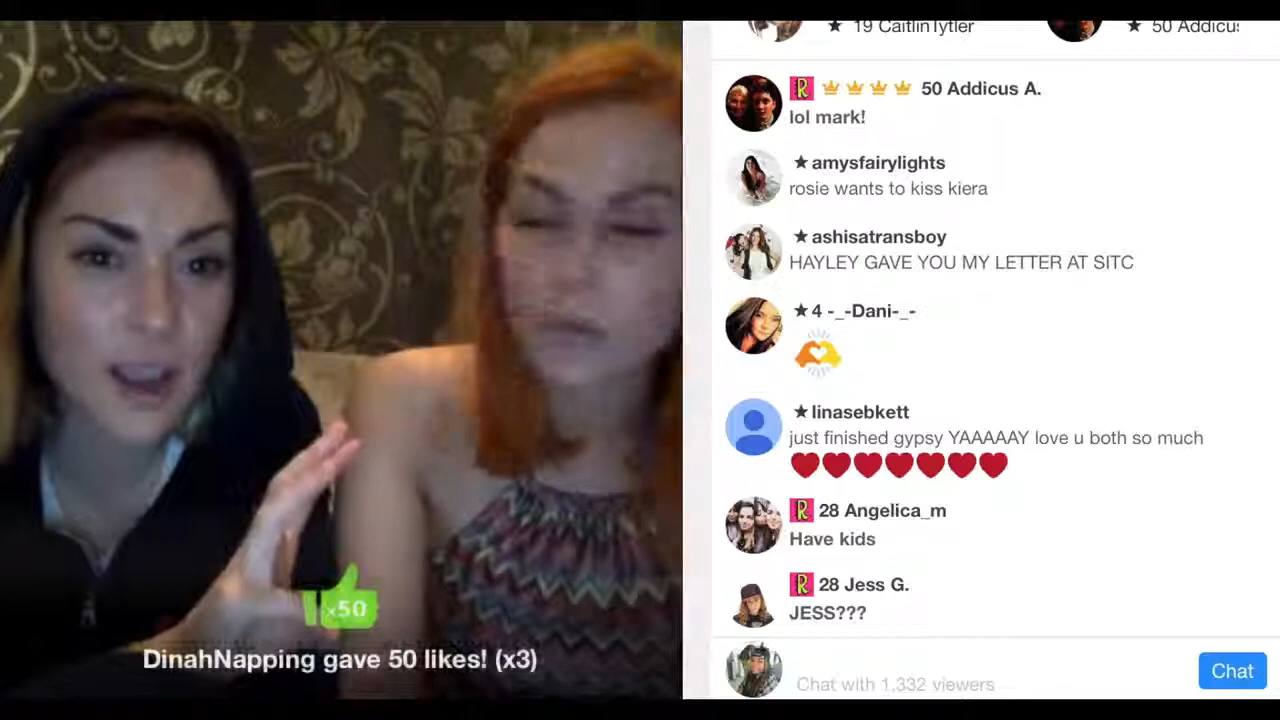 19 CaitlinTytler
50 Addicus
R 50 Addicus A.
lol mark!
amysfairylights
rosie wants to kiss kiera
ashisatransboy
HAYLEY GAVE YOU MY LETTER AT SITC
4 -_-Dani-_-
linasebkett
just finished gypsy YAAAAAY love u both so much
R 28 Angelica_m
Have kids
R 28 Jess G.
JESS???
x50
DinahNapping gave 50 likes! (x3)
Chat with 1,332 viewers
Chat